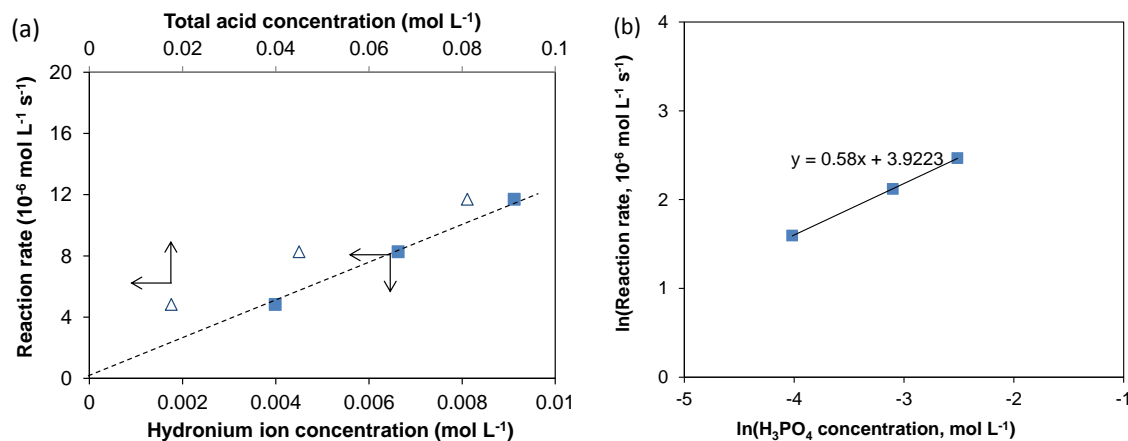 (a)
Total acid concentration (mol L⁻¹)
0 0.02 0.04 0.06 0.08 0.1
Reaction rate (10⁻⁶ mol L⁻¹ s⁻¹)
20
16
12
8
4
0
0 0.002 0.004 0.006 0.008 0.01
Hydronium ion concentration (mol L⁻¹)
(b)
ln(Reaction rate, 10⁻⁶ mol L⁻¹ s⁻¹)
4
3
2
1
0
y = 0.58x + 3.9223
-5 -4 -3 -2 -1
ln(H₃PO₄ concentration, mol L⁻¹)